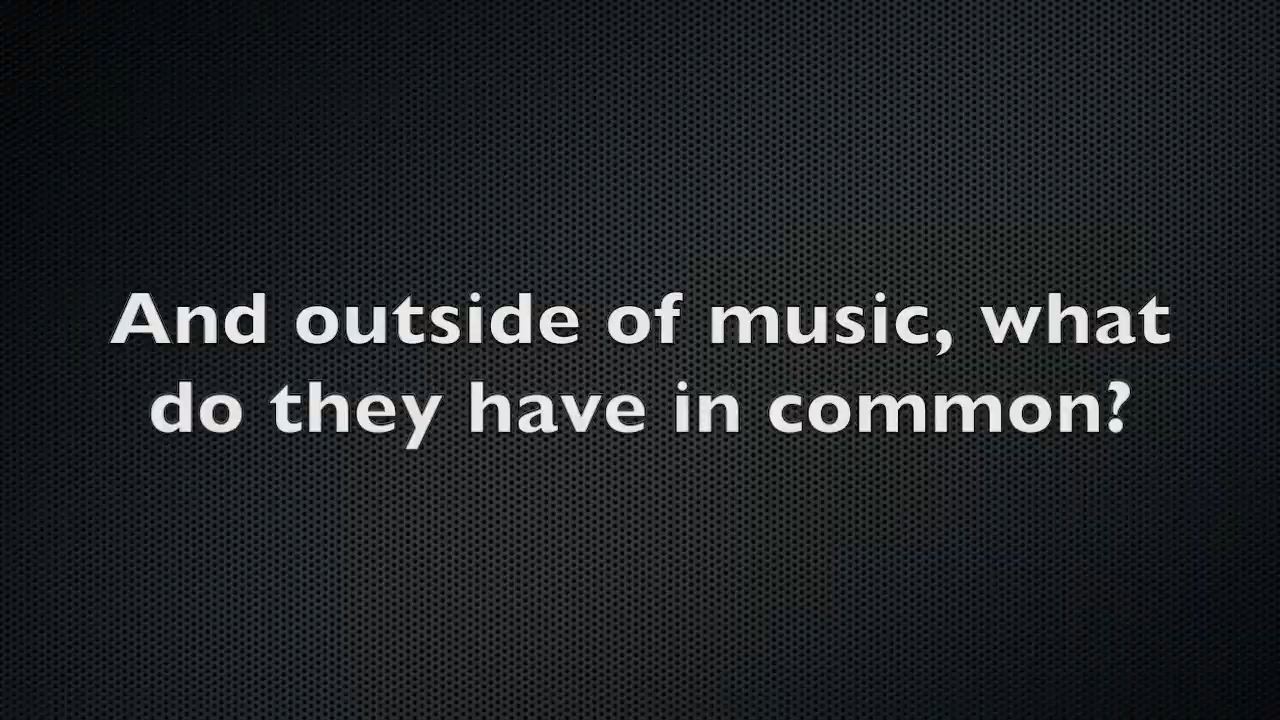 And outside of music, what
do they have in common?